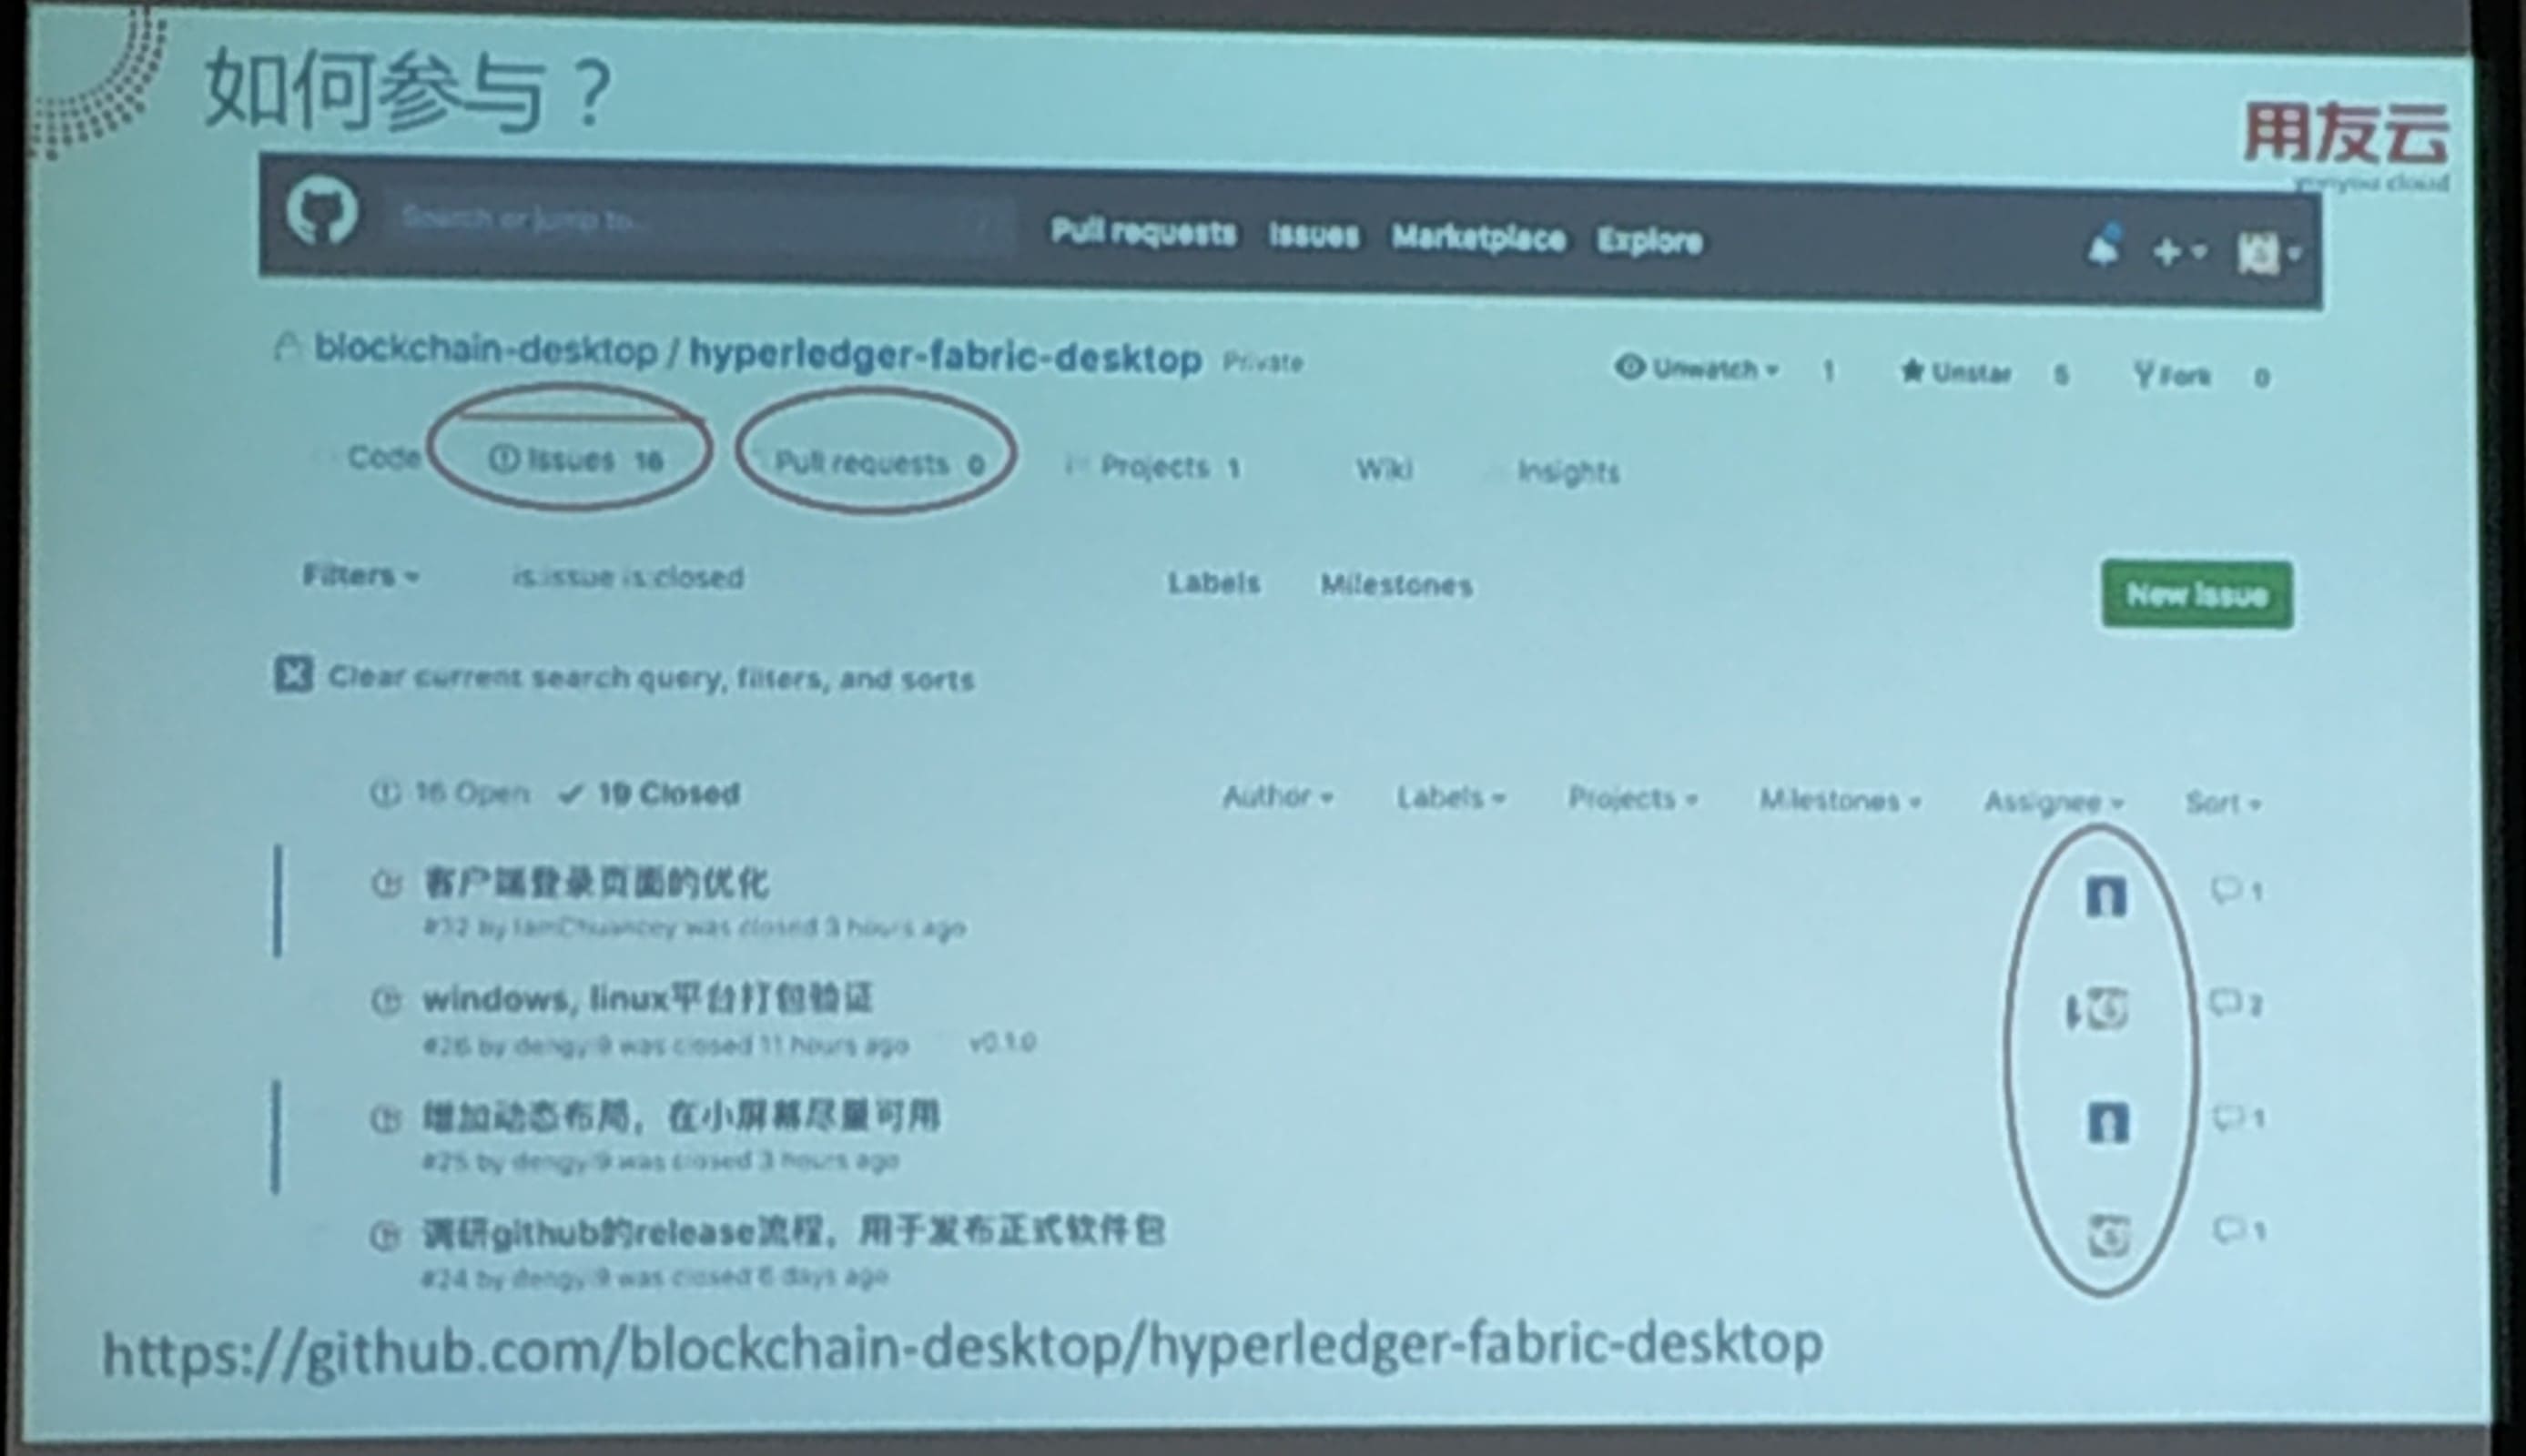 如何参与？
用友云
yonyou cloud
Search or jump to...
Pull requests Issues Marketplace Explore
blockchain-desktop / hyperledger-fabric-desktop Private
Unwatch 1 Unstar 5 Fork 0
Code Issues 16 Pull requests 0 Projects 1 Wiki Insights
Filters is:issue is:closed Labels Milestones New issue
Clear current search query, filters, and sorts
16 Open 19 Closed Author Labels Projects Milestones Assignee Sort
客户端登录页面的优化 1
#32 by IamChuancey was closed 3 hours ago
windows, linux平台打包验证 2
#26 by was closed 11 hours ago v0.1.0
增加动态布局，在小屏幕尽量可用 1
#25 by was closed 3 hours ago
调研github的release流程，用于发布正式软件包 1
#24 by was closed 6 days ago
https://github.com/blockchain-desktop/hyperledger-fabric-desktop